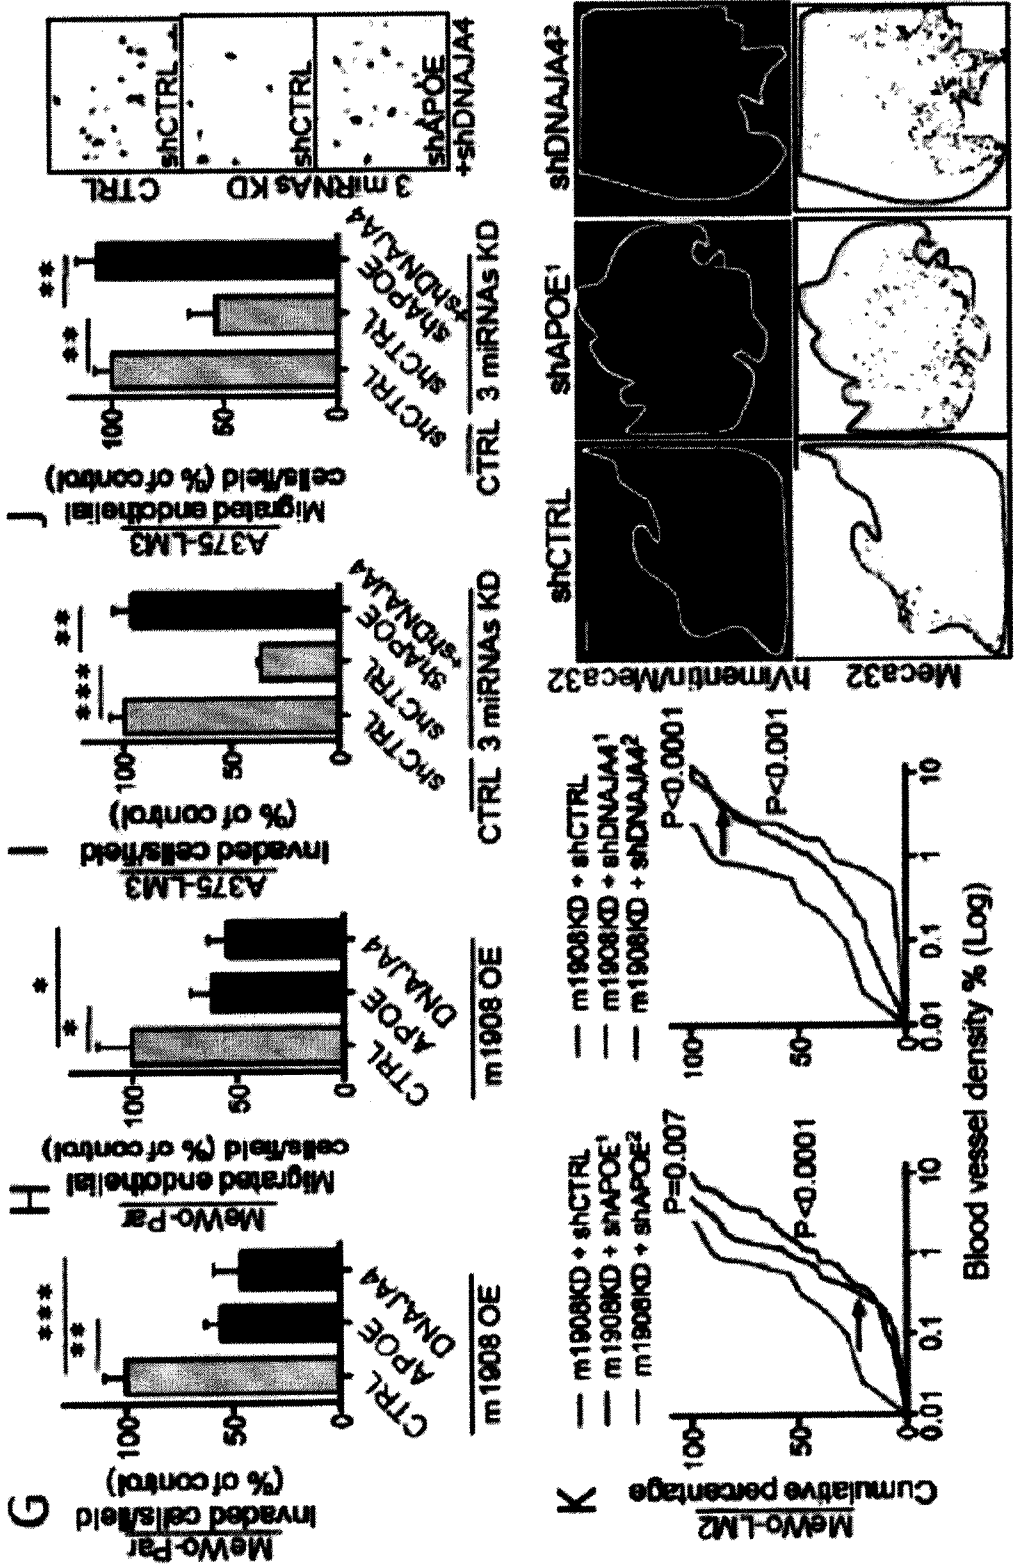 G
MeWo-Par
Invaded cells/field
(% of control)
100
50
0
***
**
CTRL
APOE
DNAJA4
m1908 OE
H
MeWo-Par
Migrated endothelial
cells/field (% of control)
100
50
0
*
*
CTRL
APOE
DNAJA4
m1908 OE
I
A375-LM3
Invaded cells/field
(% of control)
100
50
0
***
**
shCTRL
shCTRL
shAPOE
+shDNAJA4
CTRL
3 miRNAs KD
J
A375-LM3
Migrated endothelial
cells/field (% of control)
100
50
0
**
**
shCTRL
shCTRL
shAPOE
+shDNAJA4
CTRL
3 miRNAs KD
CTRL
3 miRNAs KD
shCTRL
shCTRL
shAPOE
+shDNAJA4
K
MeWo-LM2
Cumulative percentage
m1908KD + shCTRL
m1908KD + shAPOE¹
m1908KD + shAPOE²
P=0.007
P<0.0001
100
50
0
0.01
0.1
1
10
m1908KD + shCTRL
m1908KD + shDNAJA4¹
m1908KD + shDNAJA4²
P<0.0001
P<0.001
100
50
0
0.01
0.1
1
10
Blood vessel density % (Log)
shCTRL
shAPOE¹
shDNAJA4²
hVimentin/Meca32
Meca32